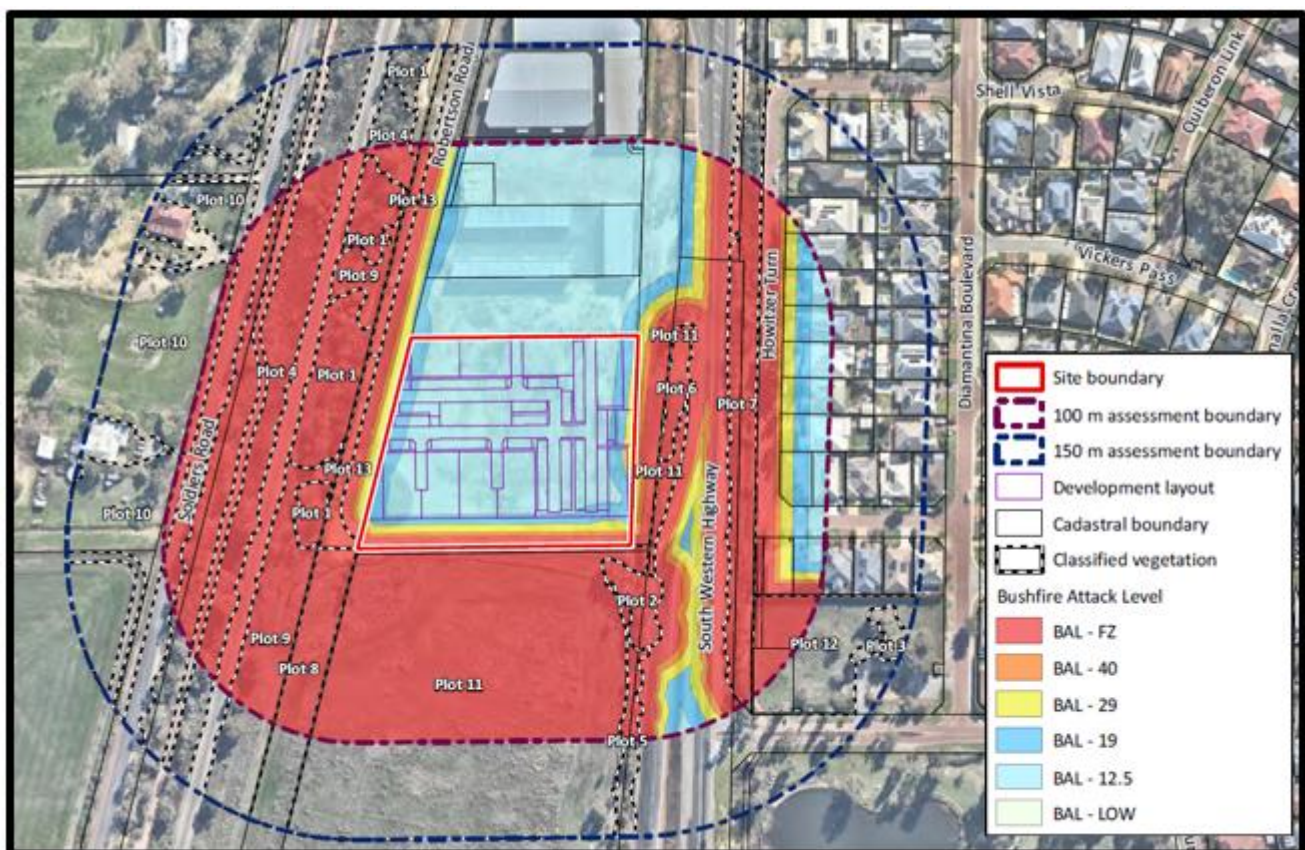 Plot 1
Robertson Road
Shell Vista
Quiberon Link
Plot 4
Plot 10
Plot 13
Plot 1
Plot 9
Howitzer Turn
Vickers Pass
Diamantina Boulevard
Plot 10
Plot 11
Plot 4
Plot 1
Plot 6
Plot 7
Plot 13
Plot 11
Soldiers Road
Plot 10
Plot 1
South Western Highway
Plot 2
Plot 9
Plot 8
Plot 11
Plot 12
Plot 3
Plot 5
Site boundary
100 m assessment boundary
150 m assessment boundary
Development layout
Cadastral boundary
Classified vegetation
Bushfire Attack Level
BAL - FZ
BAL - 40
BAL - 29
BAL - 19
BAL - 12.5
BAL - LOW